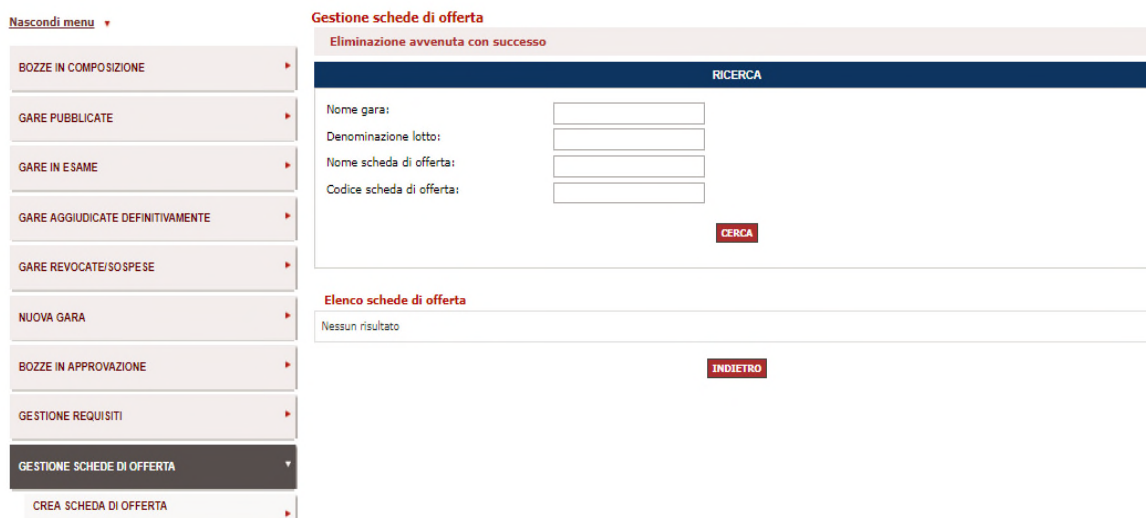 Nascondi menu
BOZZE IN COMPOSIZIONE
GARE PUBBLICATE
GARE IN ESAME
GARE AGGIUDICATE DEFINITIVAMENTE
GARE REVOCATE/SOSPESE
NUOVA GARA
BOZZE IN APPROVAZIONE
GESTIONE REQUISITI
GESTIONE SCHEDE DI OFFERTA
CREA SCHEDA DI OFFERTA
Gestione schede di offerta
Eliminazione avvenuta con successo
RICERCA
Nome gara:
Denominazione lotto:
Nome scheda di offerta:
Codice scheda di offerta:
CERCA
Elenco schede di offerta
Nessun risultato
INDIETRO